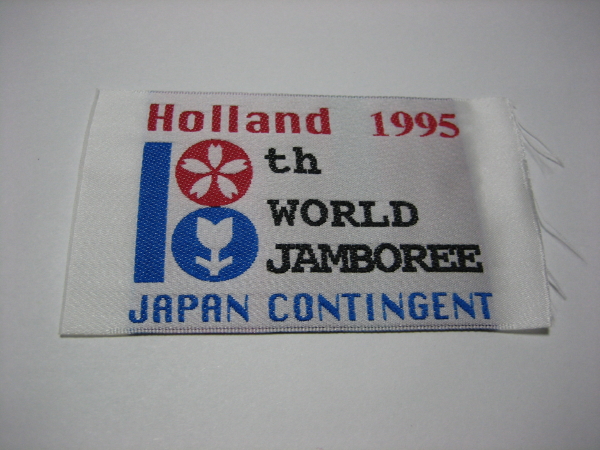 Holland 1995
18th
WORLD
JAMBOREE
JAPAN CONTINGENT